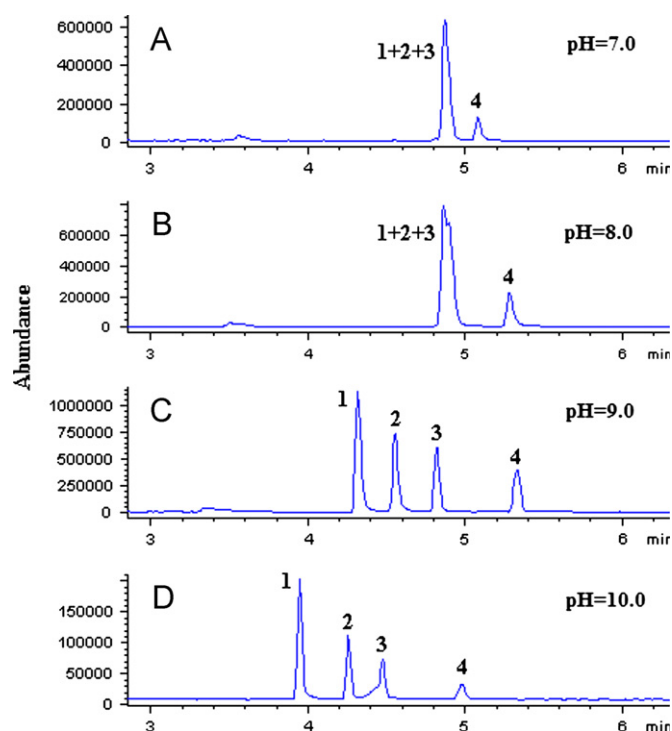 Abundance
A
pH=7.0
600000
400000
200000
0
1+2+3
4
3 4 5 6 min
B
pH=8.0
600000
400000
200000
0
1+2+3
4
3 4 5 6 min
C
pH=9.0
1000000
750000
500000
250000
0
1
2
3
4
3 4 5 6 min
D
pH=10.0
150000
100000
50000
0
1
2
3
4
3 4 5 6 min